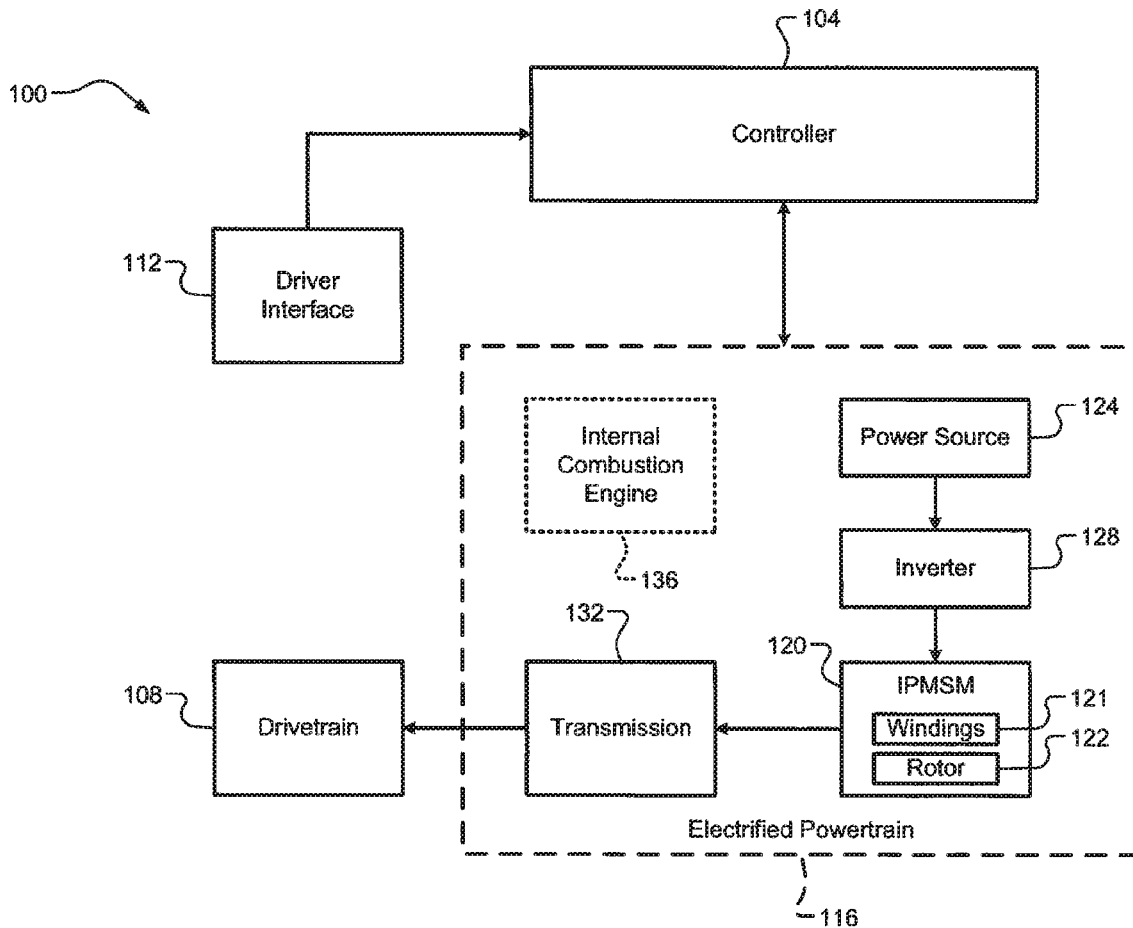 104
100
Controller
112
Driver
Interface
124
Internal
Combustion
Engine
Power Source
128
Inverter
136
132
120
IPMSM
108
Drivetrain
Transmission
Windings
121
Rotor
122
Electrified Powertrain
116